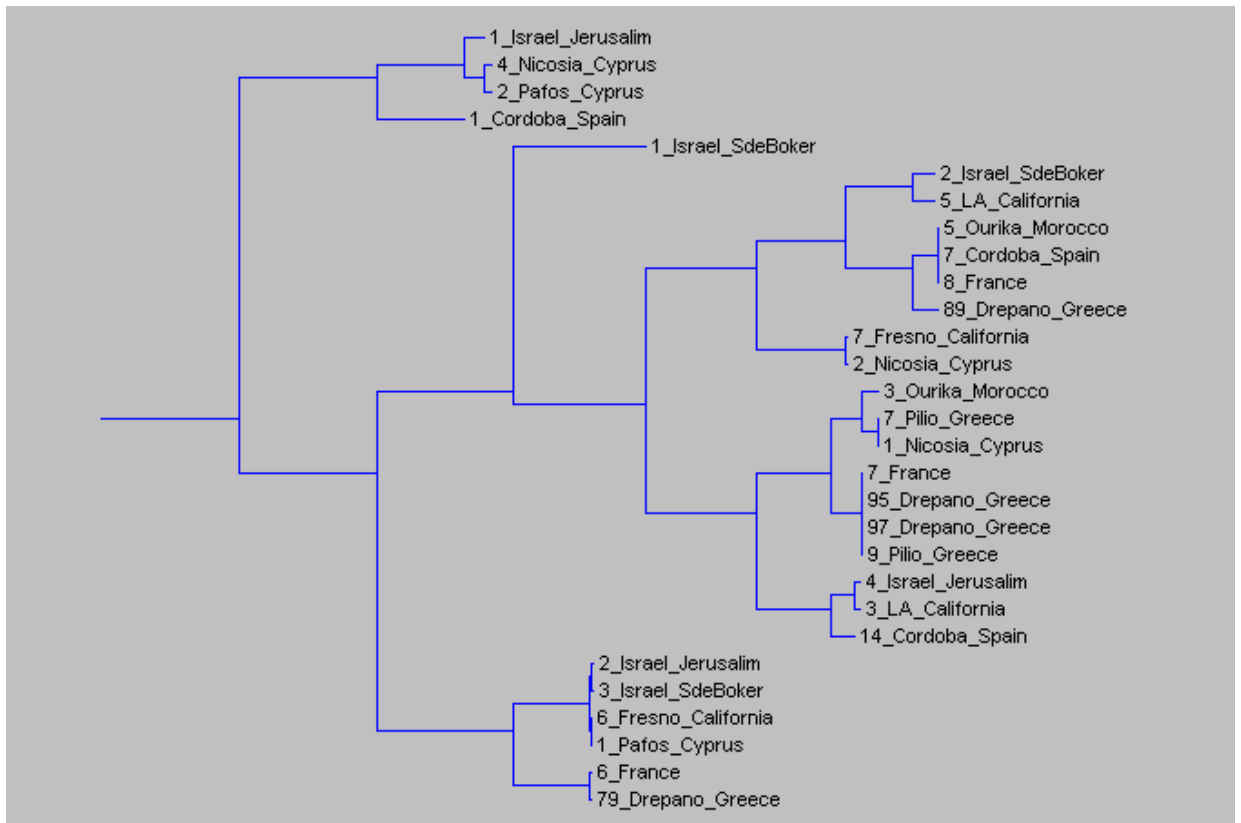 1_Israel_Jerusalim
4_Nicosia_Cyprus
2_Pafos_Cyprus
1_Cordoba_Spain
1_Israel_SdeBoker
2_Israel_SdeBoker
5_LA_California
5_Ourika_Morocco
7_Cordoba_Spain
8_France
89_Drepano_Greece
7_Fresno_California
2_Nicosia_Cyprus
3_Ourika_Morocco
7_Pilio_Greece
1_Nicosia_Cyprus
7_France
95_Drepano_Greece
97_Drepano_Greece
9_Pilio_Greece
4_Israel_Jerusalim
3_LA_California
14_Cordoba_Spain
2_Israel_Jerusalim
3_Israel_SdeBoker
6_Fresno_California
1_Pafos_Cyprus
6_France
79_Drepano_Greece